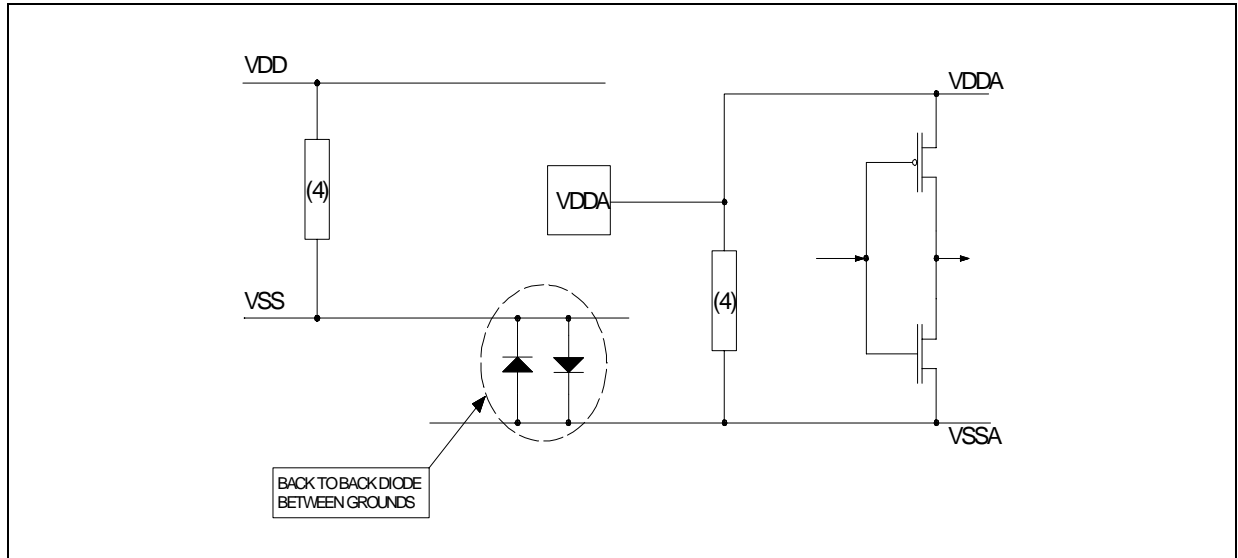 VDD
VDDA
(4)
VDDA
VSS
(4)
VSSA
BACK TO BACK DIODE
BETWEEN GROUNDS